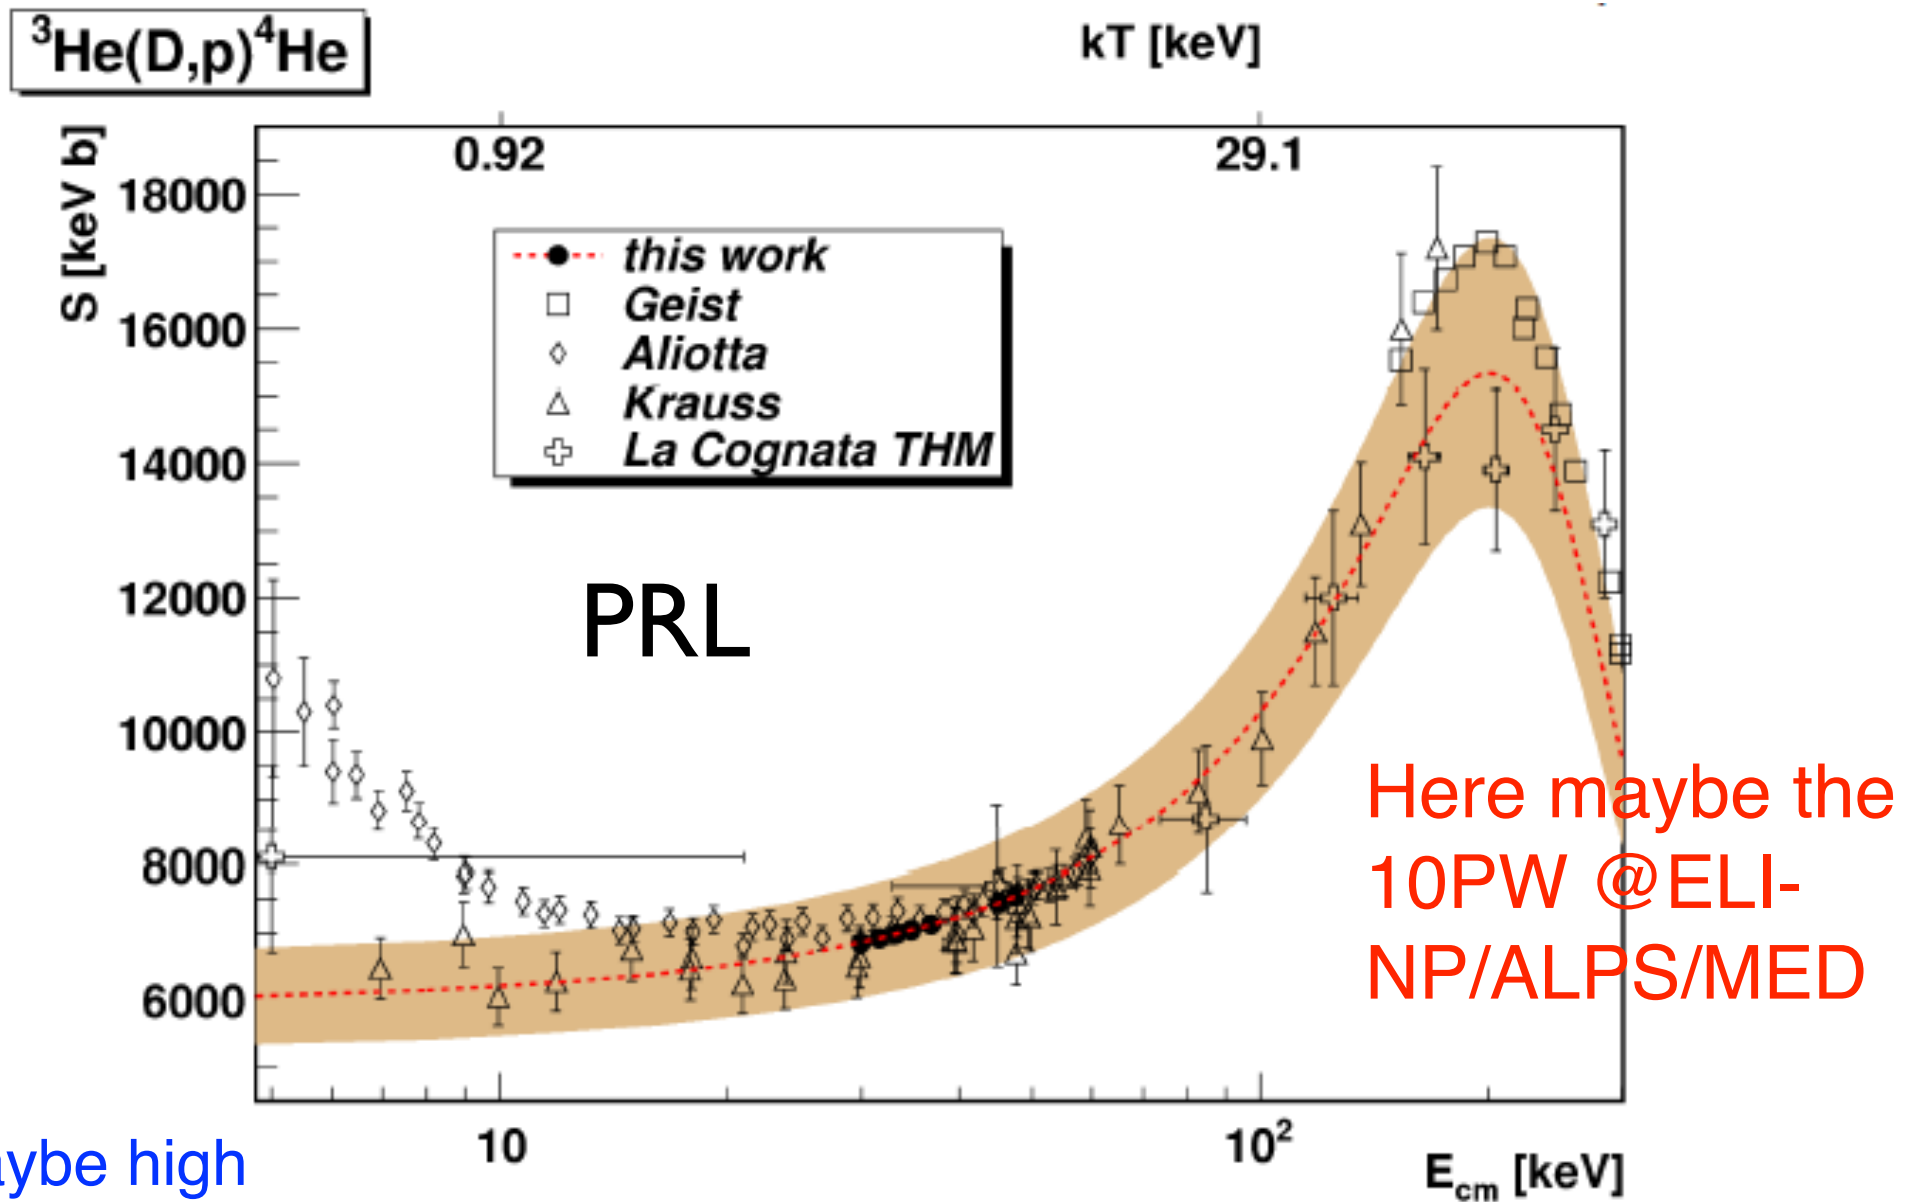 ³He(D,p)⁴He
kT [keV]
0.92
29.1
S [keV b]
18000
16000
14000
12000
10000
8000
6000
this work
Geist
Aliotta
Krauss
La Cognata THM
PRL
Here maybe the
10PW @ELI-
NP/ALPS/MED
10
10²
E_cm [keV]
high